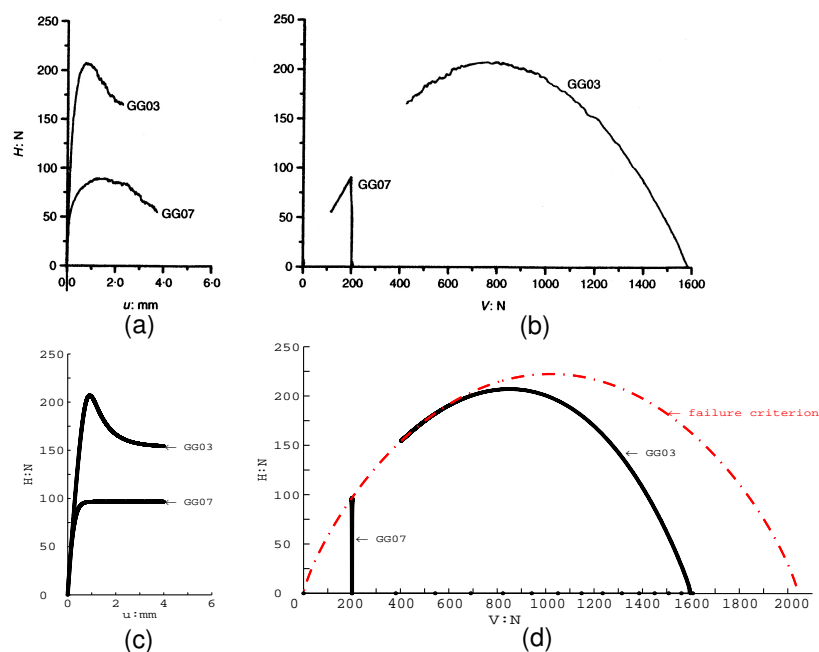 250
200
150
100
50
0
H: N
GG03
GG07
0·0
2·0
4·0
6·0
u: mm
(a)
250
200
150
100
50
0
GG03
GG07
0
200
400
600
800
1000
1200
1400
1600
V: N
(b)
250
200
150
100
50
0
H:N
← GG03
← GG07
0
2
4
6
u:mm
(c)
250
200
150
100
50
0
H:N
← failure criterion
← GG03
← GG07
0
200
400
600
800
1000
1200
1400
1600
1800
2000
V:N
(d)